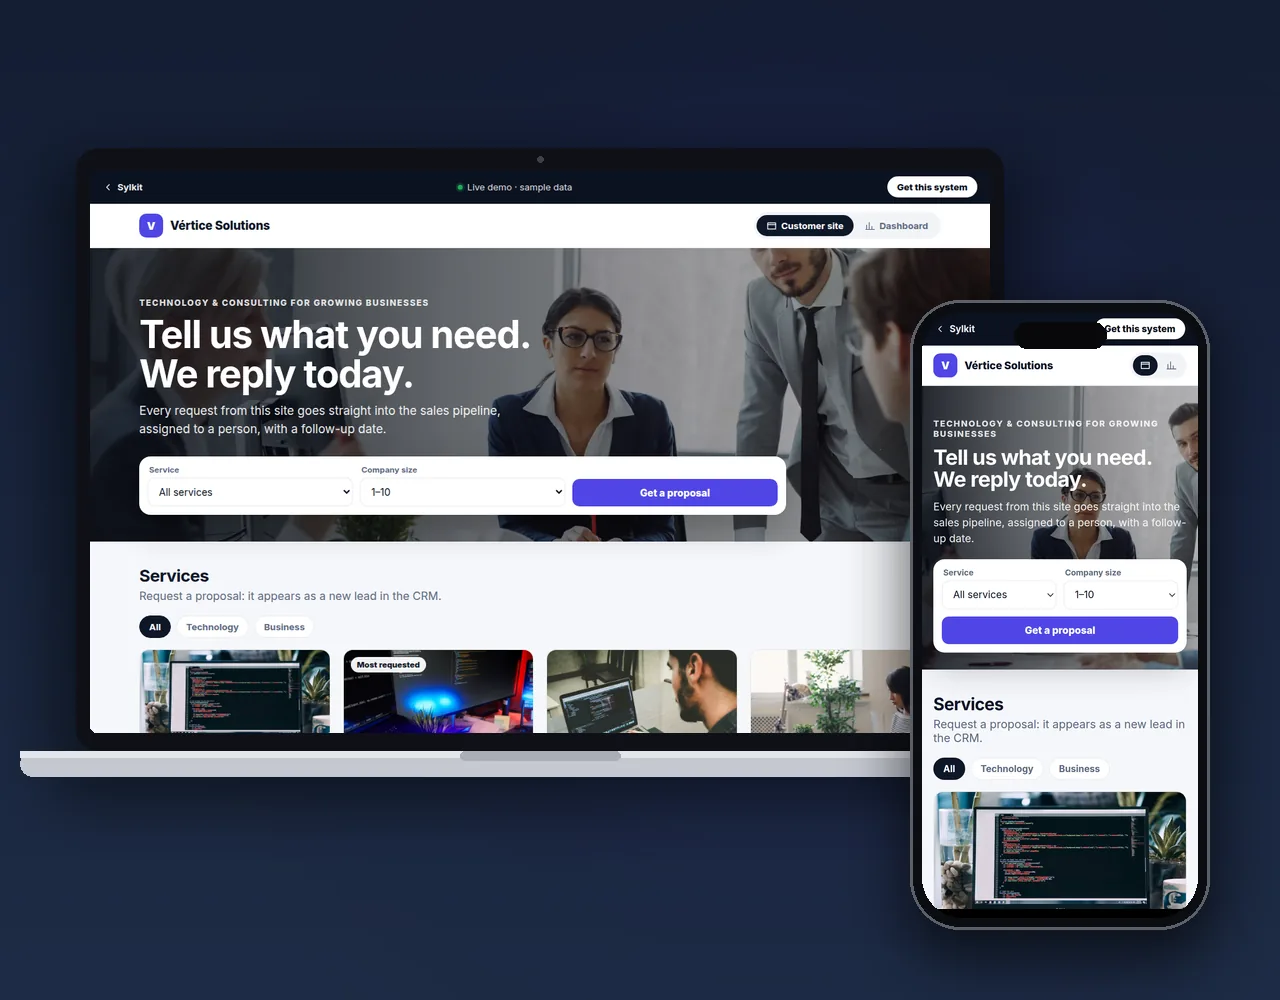 Sylkit
Live demo · sample data
Get this system
V
Vértice Solutions
Customer site
Dashboard
TECHNOLOGY & CONSULTING FOR GROWING BUSINESSES
Tell us what you need.
We reply today.
Every request from this site goes straight into the sales pipeline,
assigned to a person, with a follow-up date.
Service
Company size
All services
1–10
Get a proposal
Services
Request a proposal: it appears as a new lead in the CRM.
All
Technology
Business
Most requested
Sylkit
Get this system
V
Vértice Solutions
TECHNOLOGY & CONSULTING FOR GROWING
BUSINESSES
Tell us what you need.
We reply today.
Every request from this site goes straight into the
sales pipeline, assigned to a person, with a follow-
up date.
Service
Company size
All services
1–10
Get a proposal
Services
Request a proposal: it appears as a new lead in
the CRM.
All
Technology
Business